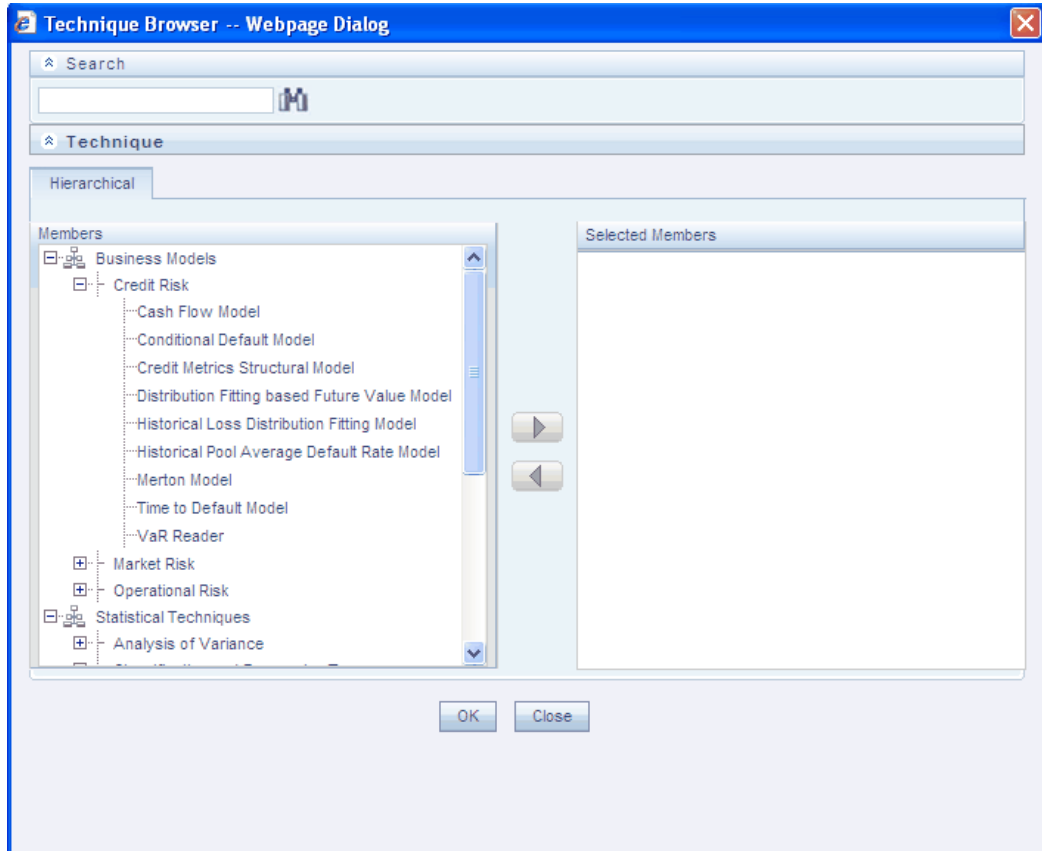 Technique Browser -- Webpage Dialog
Search
Technique
Hierarchical
Members
Business Models
Credit Risk
Cash Flow Model
Conditional Default Model
Credit Metrics Structural Model
Distribution Fitting based Future Value Model
Historical Loss Distribution Fitting Model
Historical Pool Average Default Rate Model
Merton Model
Time to Default Model
VaR Reader
Market Risk
Operational Risk
Statistical Techniques
Analysis of Variance
Selected Members
OK
Close